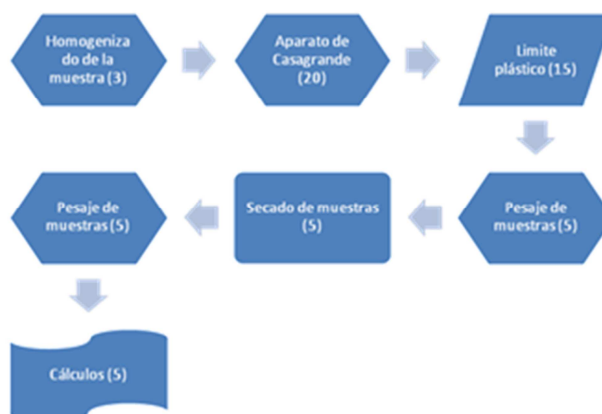 Homogeniza
do de la
muestra (3)
Aparato de
Casagrande
(20)
Limite
plástico (15)
Pesaje de
muestras (5)
Secado de muestras
(5)
Pesaje de
muestras (5)
Cálculos (5)